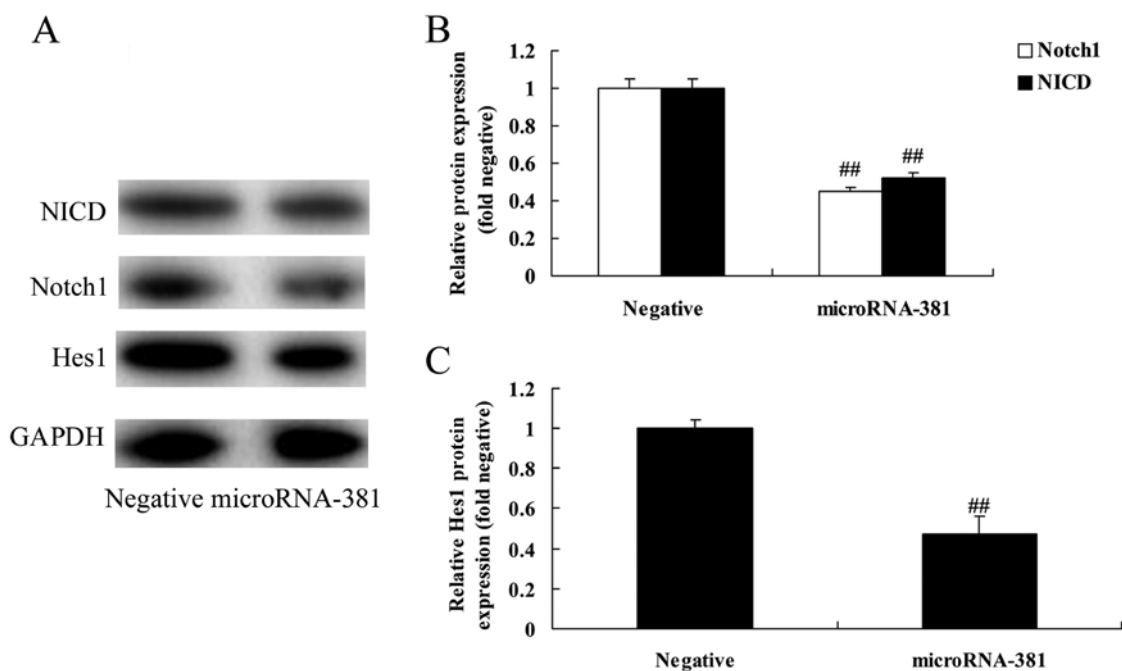 A
NICD
Notch1
Hes1
GAPDH
Negative microRNA-381
B
Relative protein expression
(fold negative)
1.2
1
0.8
0.6
0.4
0.2
0
##
##
Negative
microRNA-381
Notch1
NICD
C
Relative Hes1 protein
expression (fold negative)
1.2
1
0.8
0.6
0.4
0.2
0
##
Negative
microRNA-381